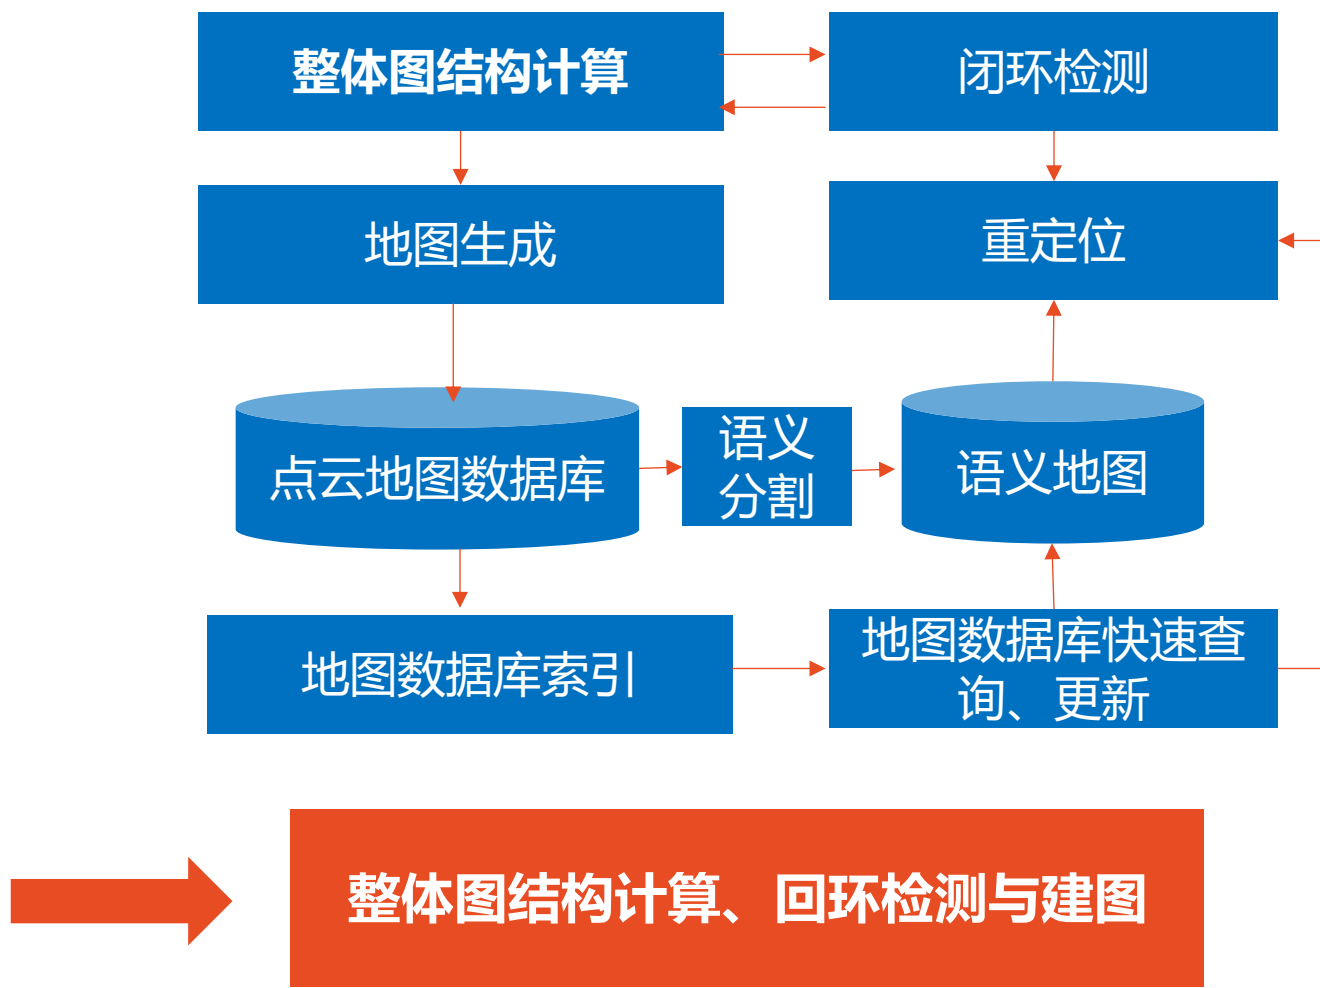 整体图结构计算
闭环检测
地图生成
重定位
点云地图数据库
语义
分割
语义地图
地图数据库索引
地图数据库快速查
询、更新
整体图结构计算、回环检测与建图